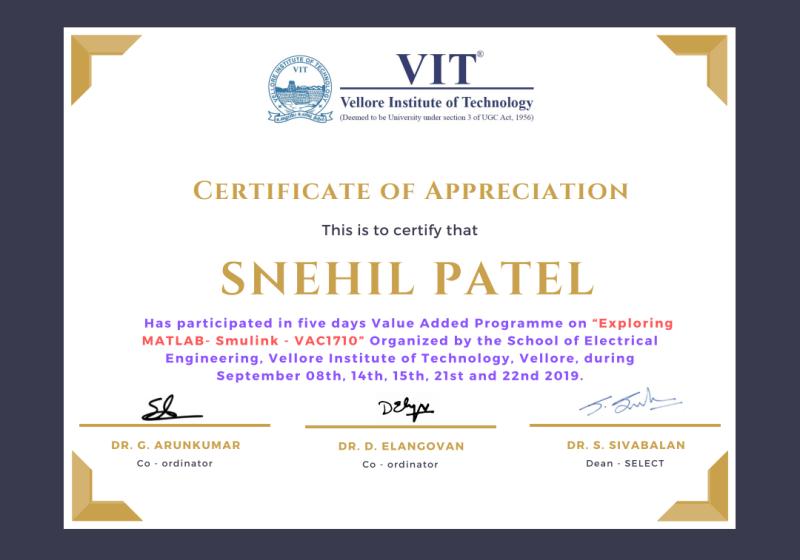 VELLORE INSTITUTE OF TECHNOLOGY
VIT
VIT®
Vellore Institute of Technology
(Deemed to be University under section 3 of UGC Act, 1956)
CERTIFICATE OF APPRECIATION
This is to certify that
SNEHIL PATEL
Has participated in five days Value Added Programme on “Exploring
MATLAB- Smulink - VAC1710” Organized by the School of Electrical
Engineering, Vellore Institute of Technology, Vellore, during
September 08th, 14th, 15th, 21st and 22nd 2019.
DR. G. ARUNKUMAR
Co - ordinator
DR. D. ELANGOVAN
Co - ordinator
DR. S. SIVABALAN
Dean - SELECT